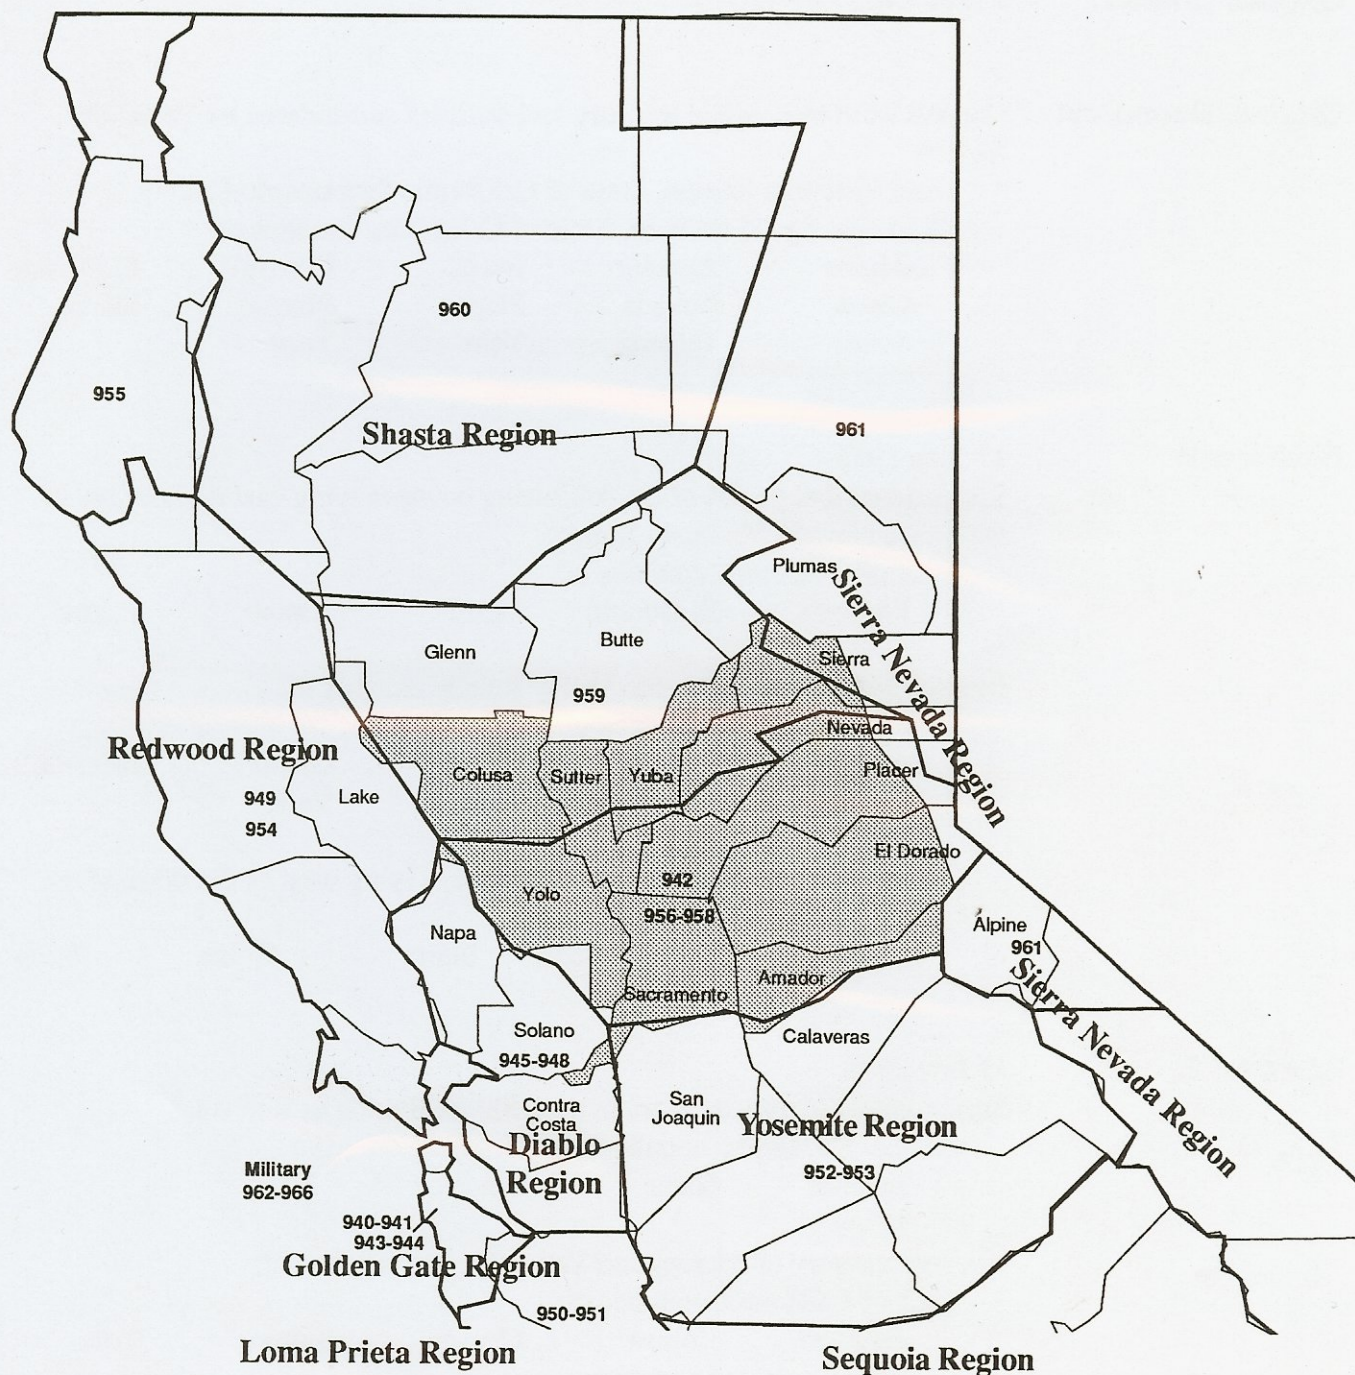 960
955
Shasta Region
961
Plumas
Sierra Nevada Region
Glenn
Butte
Sierra
959
Redwood Region
Nevada
Colusa
Sutter
Yuba
Placer
949
Lake
954
El Dorado
942
Yolo
956-958
Napa
Alpine
961
Sierra Nevada Region
Amador
Sacramento
Solano
Calaveras
945-948
Contra
Costa
San
Joaquin
Yosemite Region
Diablo
Region
Military
962-966
952-953
940-941
943-944
Golden Gate Region
950-951
Loma Prieta Region
Sequoia Region